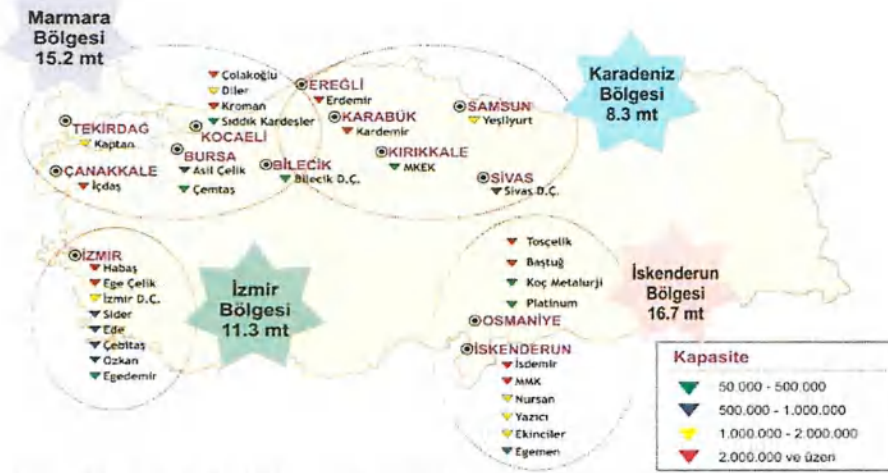 Marmara
Bölgesi
15.2 mt
Karadeniz
Bölgesi
8.3 mt
Çolakoğlu
Diler
Kroman
Sıddık Kardeşler
KOCAELİ
TEKİRDAĞ
Kaptan
ÇANAKKALE
İçdaş
BURSA
Asil Çelik
Çemtaş
BİLECİK
Bilecik D.Ç.
EREĞLİ
Erdemir
KARABÜK
Kardemir
KIRIKKALE
MKEK
SAMSUN
Yeşilyurt
SİVAS
Sivas D.Ç.
İZMİR
Habaş
Ege Çelik
İzmir D.C.
Sider
Ede
Çebitaş
Özkan
Egedemir
İzmir
Bölgesi
11.3 mt
Tosçelik
Baştuğ
Koç Metalurji
Platinum
OSMANİYE
İSKENDERUN
İsdemir
MMK
Nursan
Yazıcı
Ekinciler
Egemen
İskenderun
Bölgesi
16.7 mt
Kapasite
50.000 - 500.000
500.000 - 1.000.000
1.000.000 - 2.000.000
2.000.000 ve üzeri